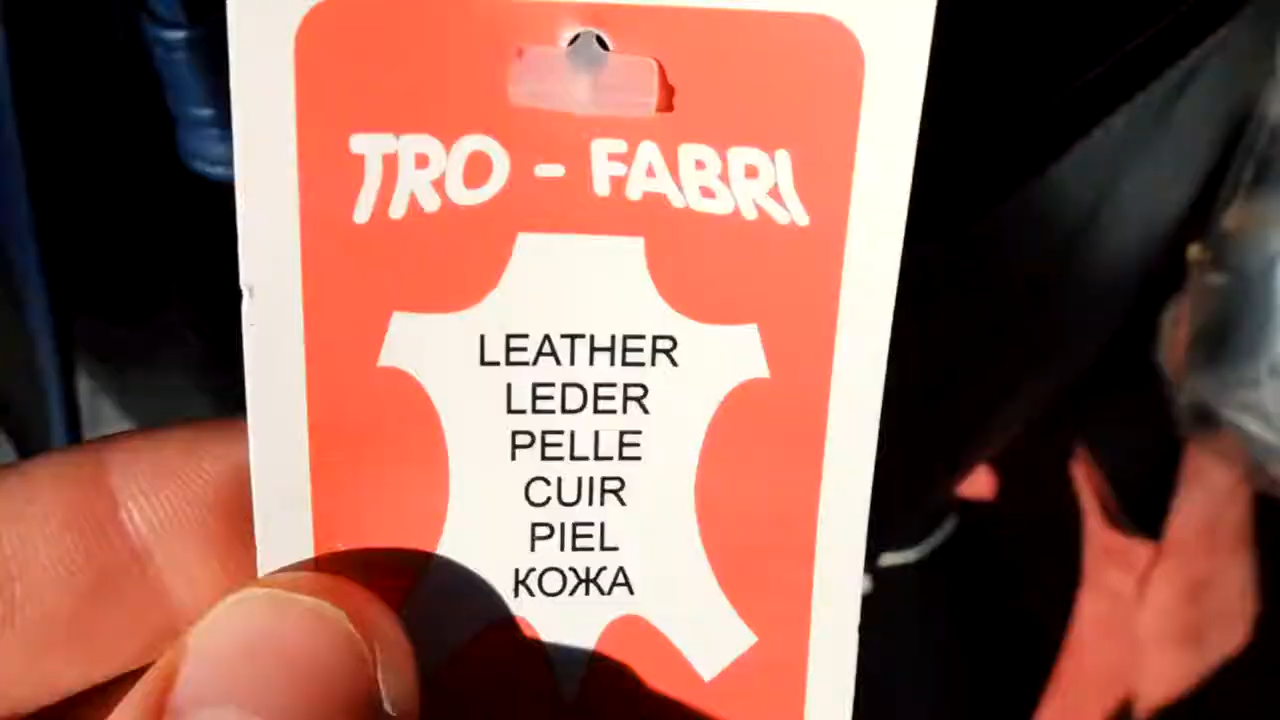 TRO - FABRI
LEATHER
LEDER
PELLE
CUIR
PIEL
КОЖА